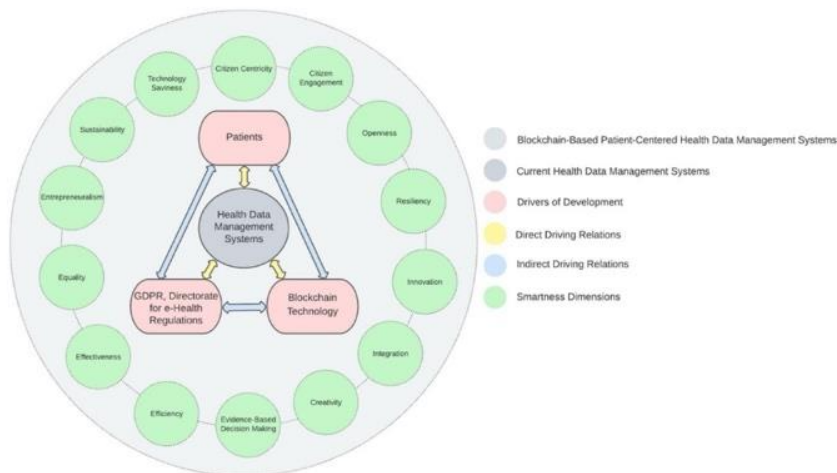 Citizen Centricity
Citizen
Engagement
Openness
Resiliency
Innovation
Integration
Creativity
Evidence-Based
Decision Making
Efficiency
Effectiveness
Equality
Entrepreneurialism
Sustainability
Technology
Saviness
Patients
Health Data
Management
Systems
GDPR, Directorate
for e-Health
Regulations
Blockchain
Technology
Blockchain-Based Patient-Centered Health Data Management Systems
Current Health Data Management Systems
Drivers of Development
Direct Driving Relations
Indirect Driving Relations
Smartness Dimensions